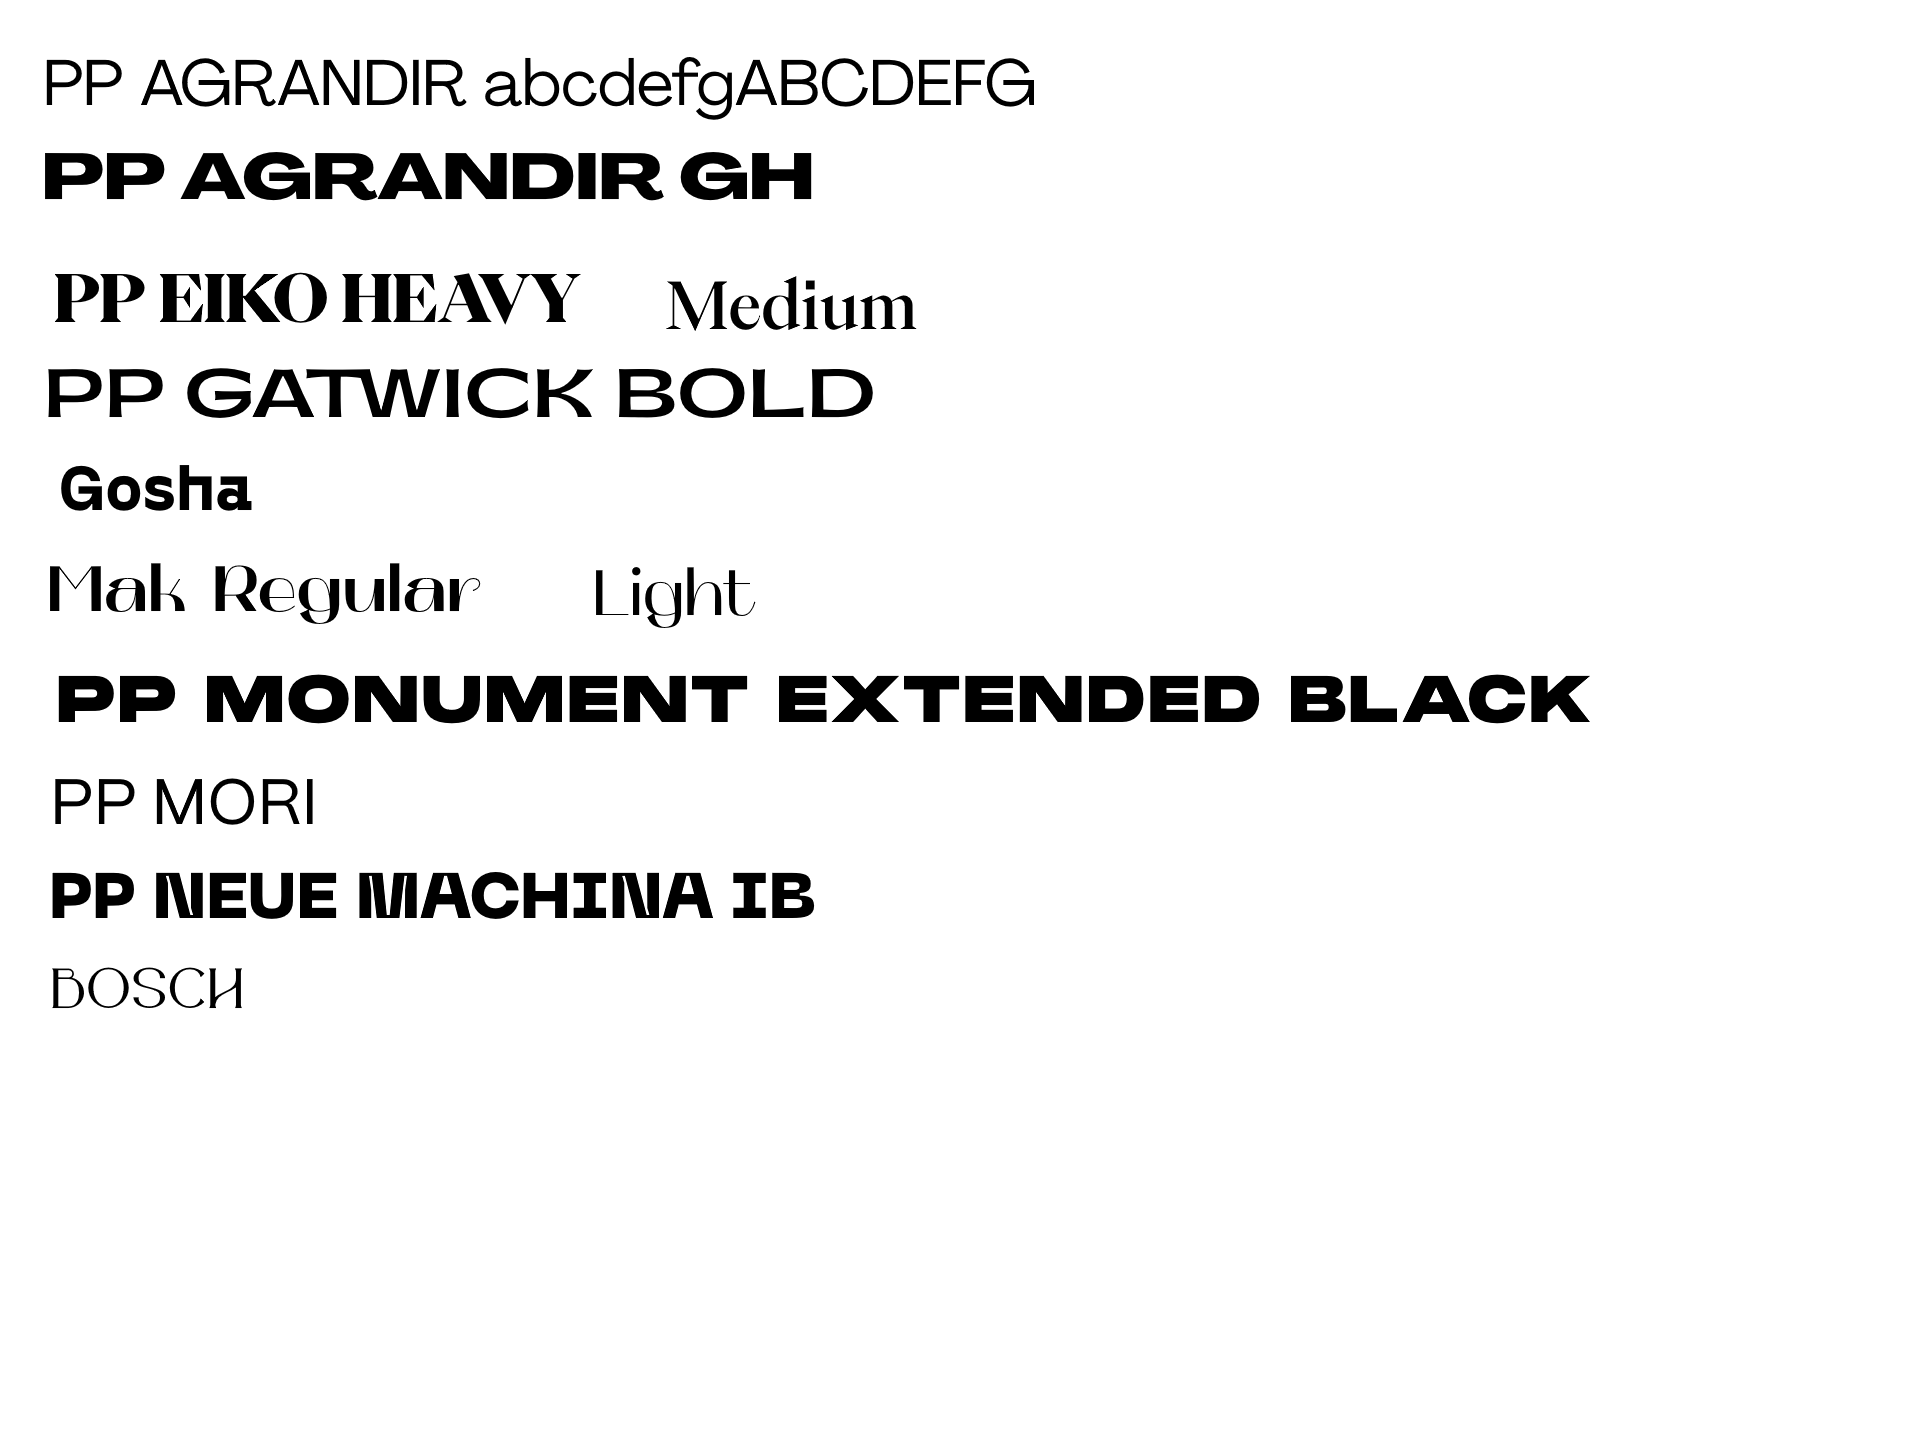 PP AGRANDIR abcdefgABCDEFG
PP AGRANDIR GH
PP EIKO HEAVY Medium
PP GATWICK BOLD
Gosha
Mak Regular Light
PP MONUMENT EXTENDED BLACK
PP MORI
PP NEUE MACHINA IB
BOSCH